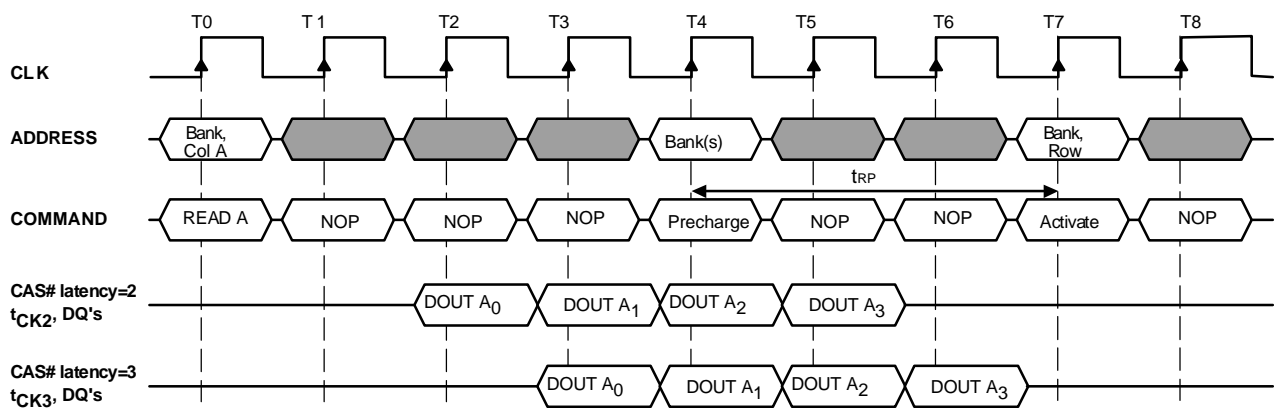 T0 T1 T2 T3 T4 T5 T6 T7 T8
CLK
ADDRESS
Bank, Col A
Bank(s)
Bank, Row
tRP
COMMAND
READ A NOP NOP NOP Precharge NOP NOP Activate NOP
CAS# latency=2
tCK2, DQ's
DOUT A0 DOUT A1 DOUT A2 DOUT A3
CAS# latency=3
tCK3, DQ's
DOUT A0 DOUT A1 DOUT A2 DOUT A3